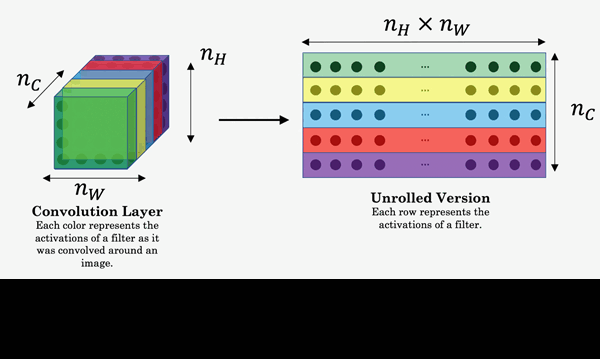 n_H × n_W
n_H
n_C
n_C
...
...
...
...
...
n_W
Convolution Layer
Each color represents the
activations of a filter as it
was convolved around an
image.
Unrolled Version
Each row represents the
activations of a filter.